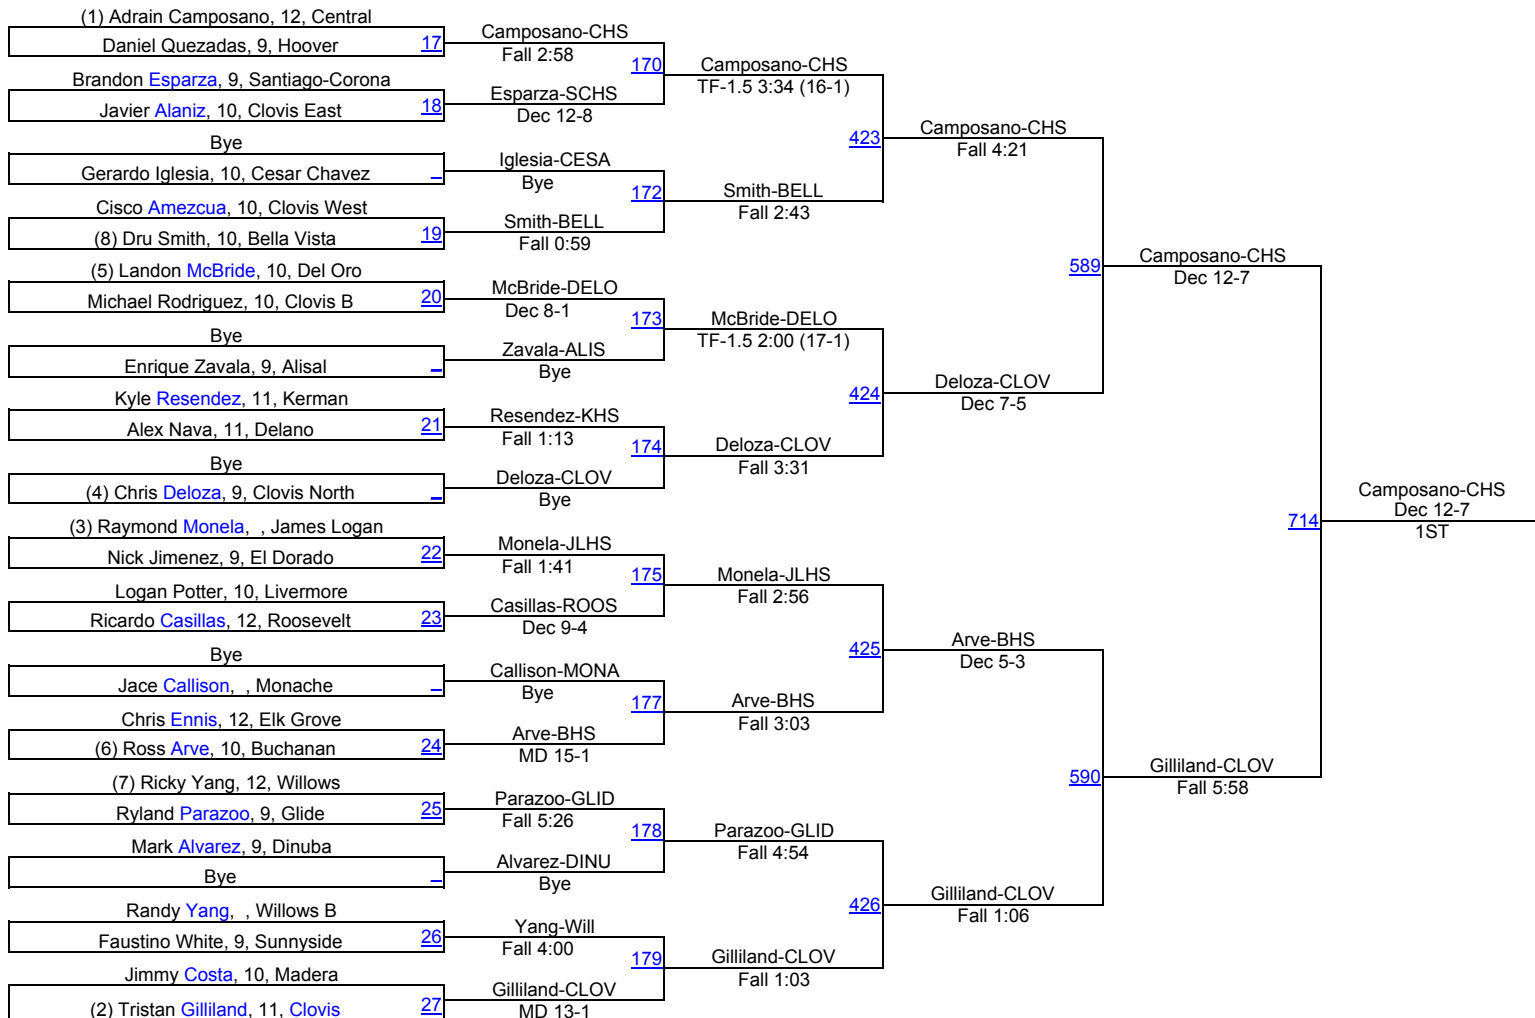 (1) Adrain Camposano, 12, Central
Daniel Quezadas, 9, Hoover
17
Brandon Esparza, 9, Santiago-Corona
Javier Alaniz, 10, Clovis East
18
Bye
Gerardo Iglesia, 10, Cesar Chavez
Cisco Amezcua, 10, Clovis West
(8) Dru Smith, 10, Bella Vista
19
(5) Landon McBride, 10, Del Oro
Michael Rodriguez, 10, Clovis B
20
Bye
Enrique Zavala, 9, Alisal
Kyle Resendez, 11, Kerman
Alex Nava, 11, Delano
21
Bye
(4) Chris Deloza, 9, Clovis North
(3) Raymond Monela, , James Logan
Nick Jimenez, 9, El Dorado
22
Logan Potter, 10, Livermore
Ricardo Casillas, 12, Roosevelt
23
Bye
Jace Callison, , Monache
Chris Ennis, 12, Elk Grove
(6) Ross Arve, 10, Buchanan
24
(7) Ricky Yang, 12, Willows
Ryland Parazoo, 9, Glide
25
Mark Alvarez, 9, Dinuba
Bye
Randy Yang, , Willows B
Faustino White, 9, Sunnyside
26
Jimmy Costa, 10, Madera
(2) Tristan Gilliland, 11, Clovis
27
Camposano-CHS
Fall 2:58
170
Esparza-SCHS
Dec 12-8
Iglesia-CESA
Bye
172
Smith-BELL
Fall 0:59
McBride-DELO
Dec 8-1
173
Zavala-ALIS
Bye
Resendez-KHS
Fall 1:13
174
Deloza-CLOV
Bye
Monela-JLHS
Fall 1:41
175
Casillas-ROOS
Dec 9-4
Callison-MONA
Bye
177
Arve-BHS
MD 15-1
Parazoo-GLID
Fall 5:26
178
Alvarez-DINU
Bye
Yang-Will
Fall 4:00
179
Gilliland-CLOV
MD 13-1
Camposano-CHS
TF-1.5 3:34 (16-1)
423
Smith-BELL
Fall 2:43
McBride-DELO
TF-1.5 2:00 (17-1)
424
Deloza-CLOV
Fall 3:31
Monela-JLHS
Fall 2:56
425
Arve-BHS
Fall 3:03
Parazoo-GLID
Fall 4:54
426
Gilliland-CLOV
Fall 1:03
Camposano-CHS
Fall 4:21
589
Deloza-CLOV
Dec 7-5
Arve-BHS
Dec 5-3
590
Gilliland-CLOV
Fall 1:06
Camposano-CHS
Dec 12-7
714
Gilliland-CLOV
Fall 5:58
Camposano-CHS
Dec 12-7
1ST